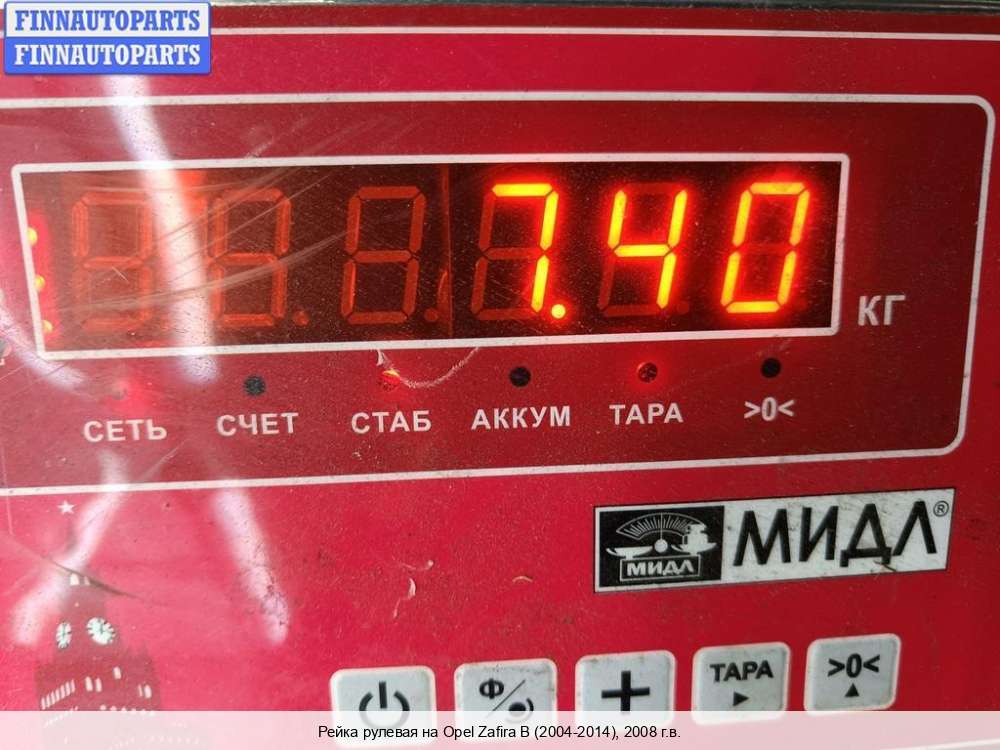 FINNAUTOPARTS
FINNAUTOPARTS
7.40
КГ
СЕТЬ СЧЕТ СТАБ АККУМ ТАРА >0<
МИДЛ МИДЛ®
Ф ТАРА >0<
Рейка рулевая на Opel Zafira B (2004-2014), 2008 г.в.